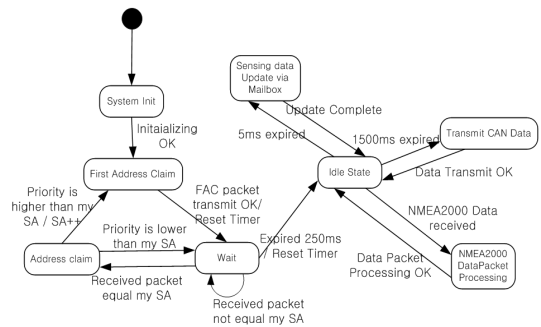 Sensing data
Update via
Mailbox
System Init
Update Complete
Initaializing
OK
5ms expired
1500ms expired
Transmit CAN Data
First Address Claim
Idle State
Data Transmit OK
Priority is
higher than my
SA / SA++
FAC packet
transmit OK/
Reset Timer
NMEA2000 Data
received
Priority is lower
than my SA
Address claim
Wait
Expired 250ms
/ Reset Timer
Data Packet
Processing OK
NMEA2000
DataPacket
Processing
Received packet
equal my SA
Received packet
not equal my SA